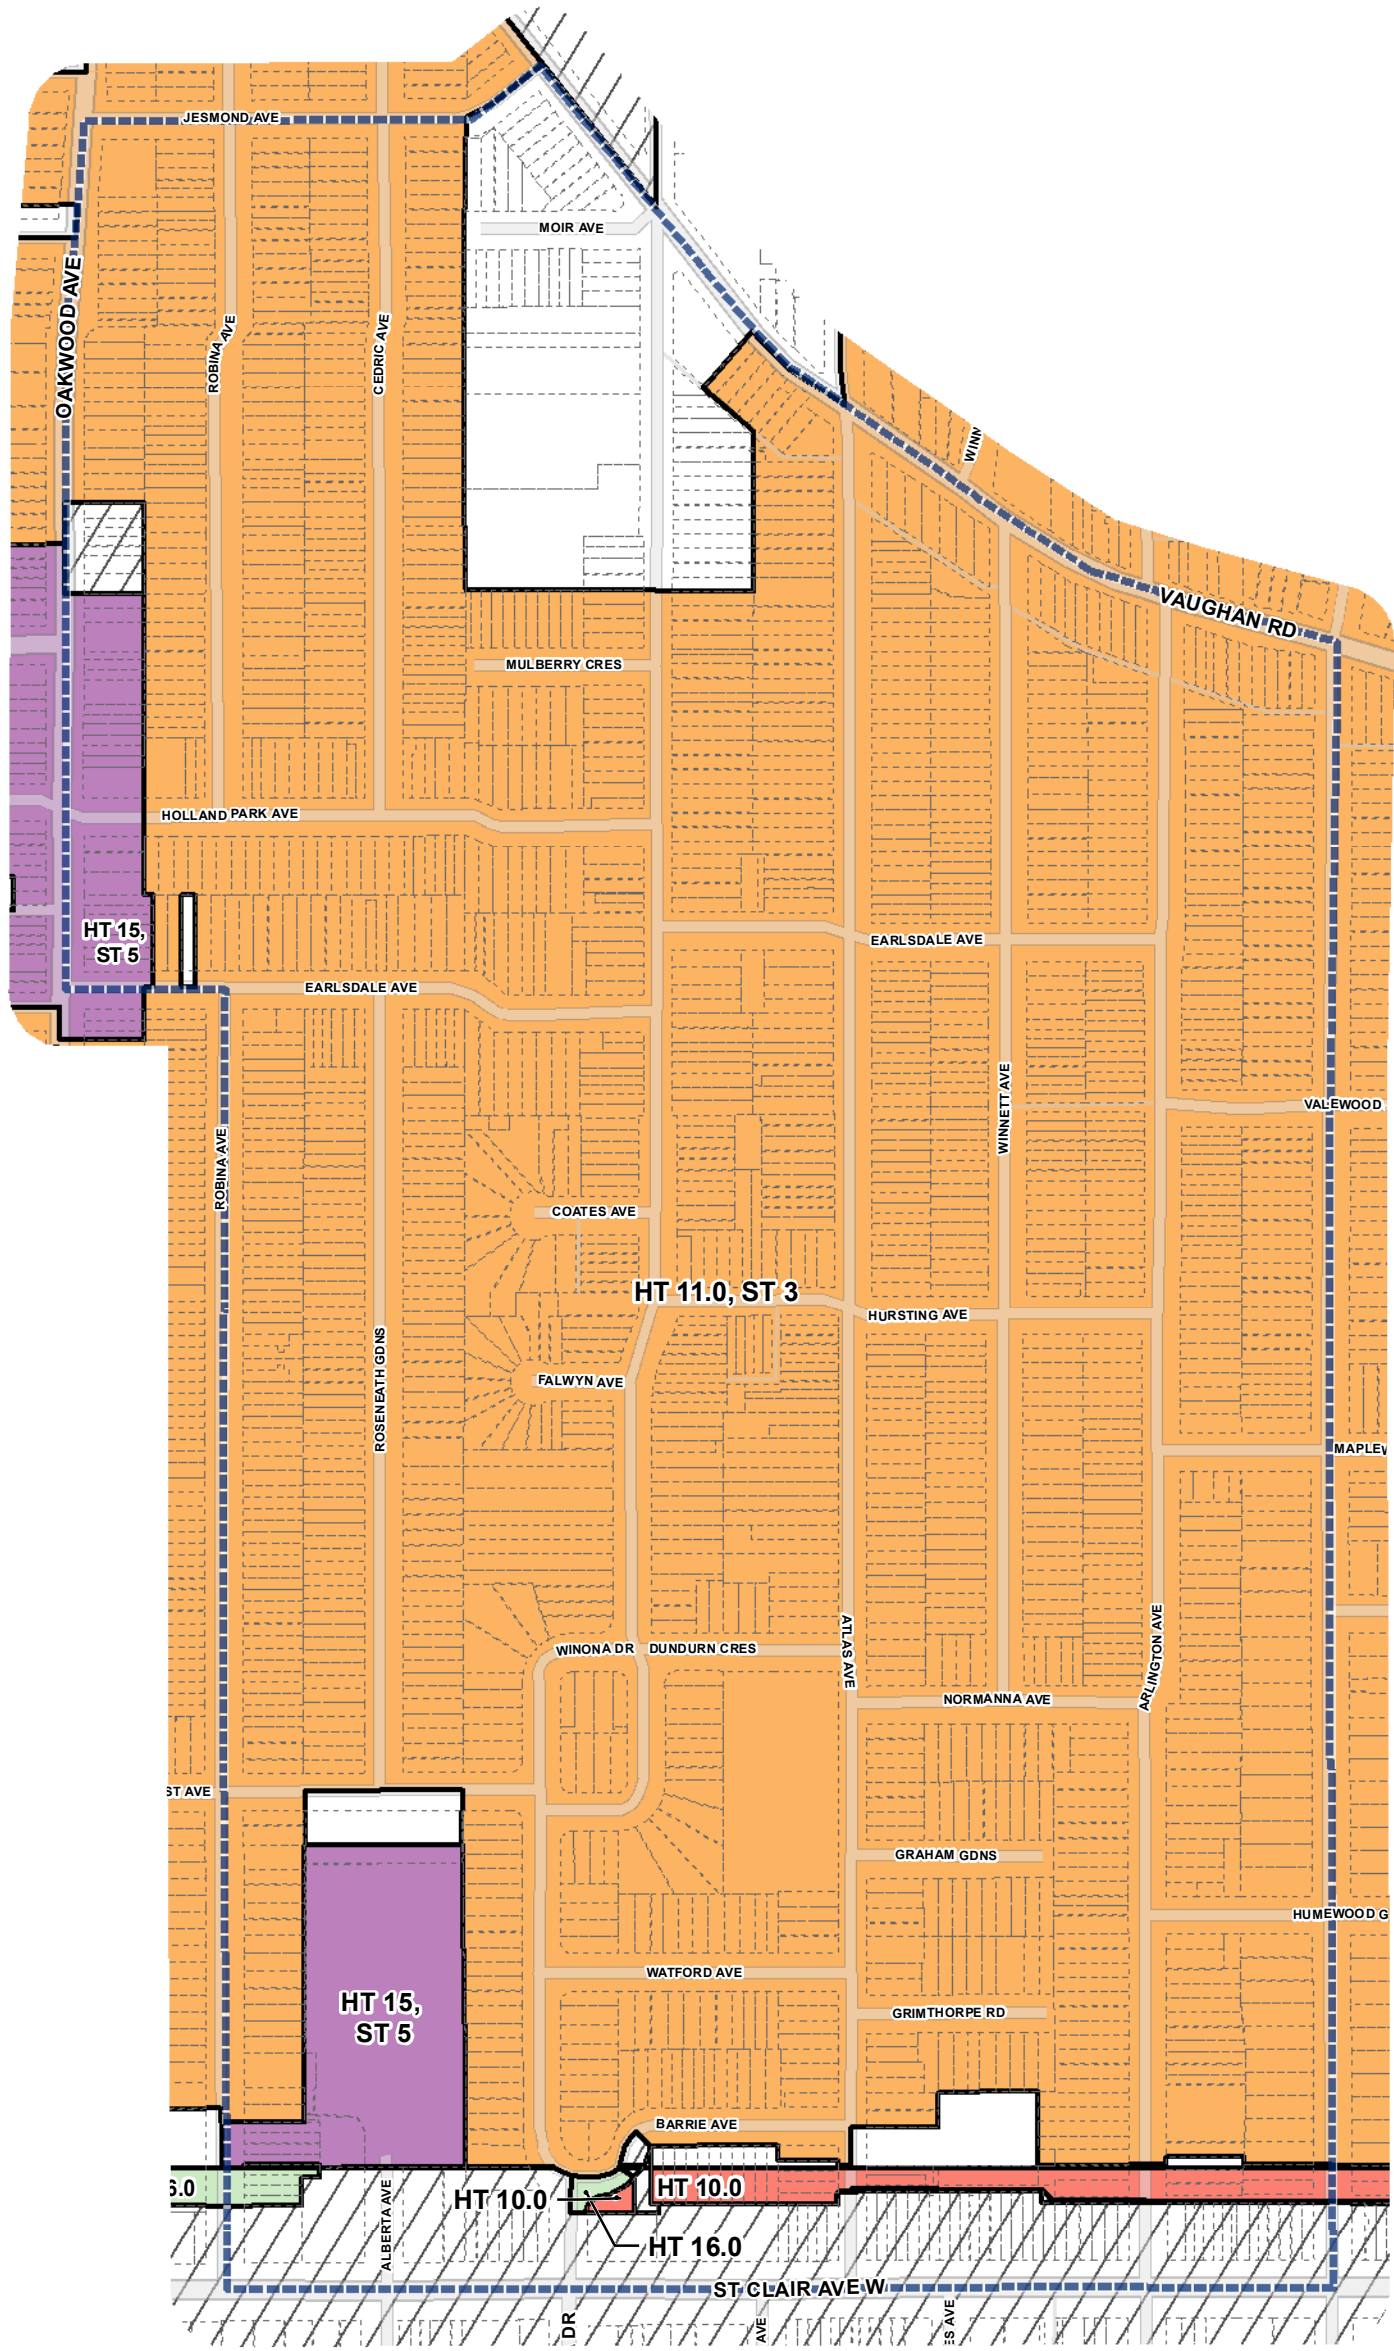 JESMOND AVE
MOIR AVE
OAKWOOD AVE
ROBINA AVE
CEDRIC AVE
WINN
VAUGHAN RD
MULBERRY CRES
HOLLAND PARK AVE
HT 15,
ST 5
EARLSDALE AVE
EARLSDALE AVE
WINNETT AVE
VALEWOOD
ROBINA AVE
COATES AVE
HT 11.0, ST 3
HURSTING AVE
ROSENEATH GDNS
FALWYN AVE
MAPLEW
WINONA DR
DUNDURN CRES
ATLAS AVE
ARLINGTON AVE
NORMANNA AVE
ST AVE
GRAHAM GDNS
HUMEWOOD G
WATFORD AVE
HT 15,
ST 5
GRIMTHORPE RD
BARRIE AVE
6.0
HT 10.0
HT 10.0
ALBERTA AVE
HT 16.0
ST CLAIR AVE W
DR
AVE
ES AVE